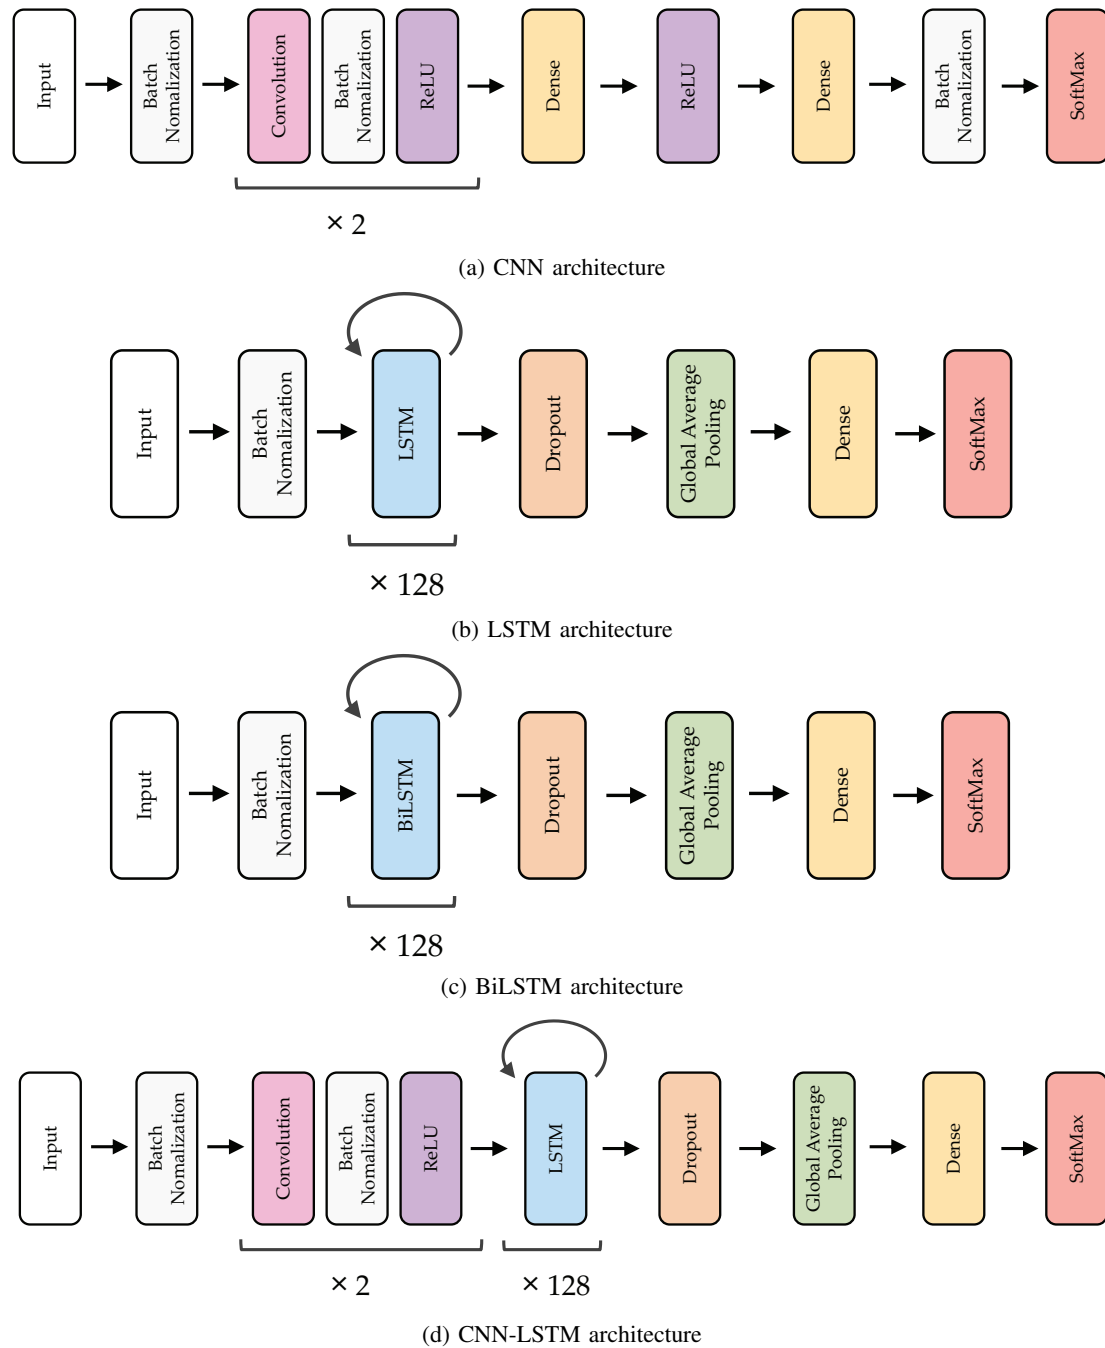 Input
Batch
Nomalization
Convolution
Batch
Nomalization
ReLU
Dense
ReLU
Dense
Batch
Nomalization
SoftMax
× 2
(a) CNN architecture
Input
Batch
Nomalization
LSTM
Dropout
Global Average
Pooling
Dense
SoftMax
× 128
(b) LSTM architecture
Input
Batch
Nomalization
BiLSTM
Dropout
Global Average
Pooling
Dense
SoftMax
× 128
(c) BiLSTM architecture
Input
Batch
Nomalization
Convolution
Batch
Nomalization
ReLU
LSTM
Dropout
Global Average
Pooling
Dense
SoftMax
× 2
× 128
(d) CNN-LSTM architecture